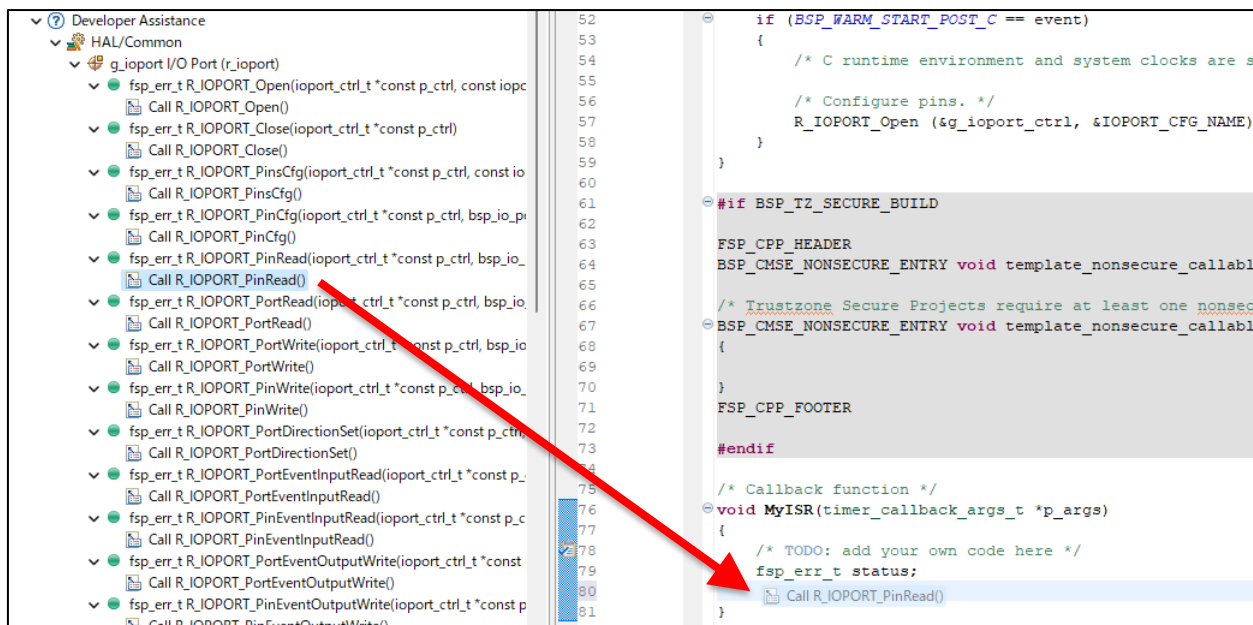 Developer Assistance
HAL/Common
g_ioport I/O Port (r_ioport)
fsp_err_t R_IOPORT_Open(ioport_ctrl_t *const p_ctrl, const iopc
Call R_IOPORT_Open()
fsp_err_t R_IOPORT_Close(ioport_ctrl_t *const p_ctrl)
Call R_IOPORT_Close()
fsp_err_t R_IOPORT_PinsCfg(ioport_ctrl_t *const p_ctrl, const io
Call R_IOPORT_PinsCfg()
fsp_err_t R_IOPORT_PinCfg(ioport_ctrl_t *const p_ctrl, bsp_io_p
Call R_IOPORT_PinCfg()
fsp_err_t R_IOPORT_PinRead(ioport_ctrl_t *const p_ctrl, bsp_io_
Call R_IOPORT_PinRead()
fsp_err_t R_IOPORT_PortRead(ioport_ctrl_t *const p_ctrl, bsp_io_
Call R_IOPORT_PortRead()
fsp_err_t R_IOPORT_PortWrite(ioport_ctrl_t *const p_ctrl, bsp_io
Call R_IOPORT_PortWrite()
fsp_err_t R_IOPORT_PinWrite(ioport_ctrl_t *const p_ctrl, bsp_io_
Call R_IOPORT_PinWrite()
fsp_err_t R_IOPORT_PortDirectionSet(ioport_ctrl_t *const p_ctrl,
Call R_IOPORT_PortDirectionSet()
fsp_err_t R_IOPORT_PortEventInputRead(ioport_ctrl_t *const p_
Call R_IOPORT_PortEventInputRead()
fsp_err_t R_IOPORT_PinEventInputRead(ioport_ctrl_t *const p_c
Call R_IOPORT_PinEventInputRead()
fsp_err_t R_IOPORT_PortEventOutputWrite(ioport_ctrl_t *const
Call R_IOPORT_PortEventOutputWrite()
fsp_err_t R_IOPORT_PinEventOutputWrite(ioport_ctrl_t *const p
Call R_IOPORT_PinEventOutputWrite()
52 if (BSP_WARM_START_POST_C == event)
53 {
54 /* C runtime environment and system clocks are s
55
56 /* Configure pins. */
57 R_IOPORT_Open (&g_ioport_ctrl, &IOPORT_CFG_NAME)
58 }
59 }
60
61 #if BSP_TZ_SECURE_BUILD
62
63 FSP_CPP_HEADER
64 BSP_CMSE_NONSECURE_ENTRY void template_nonsecure_callabl
65
66 /* Trustzone Secure Projects require at least one nonsec
67 BSP_CMSE_NONSECURE_ENTRY void template_nonsecure_callabl
68 {
69
70 }
71 FSP_CPP_FOOTER
72
73 #endif
74
75 /* Callback function */
76 void MyISR(timer_callback_args_t *p_args)
77 {
78 /* TODO: add your own code here */
79 fsp_err_t status;
80 Call R_IOPORT_PinRead()
81 }